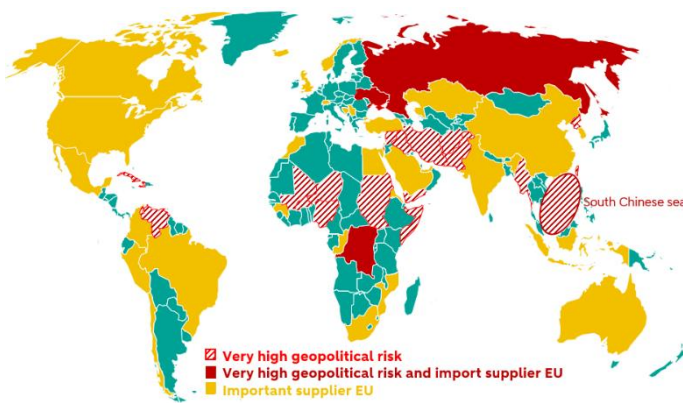 South Chinese sea
Very high geopolitical risk
Very high geopolitical risk and import supplier EU
Important supplier EU